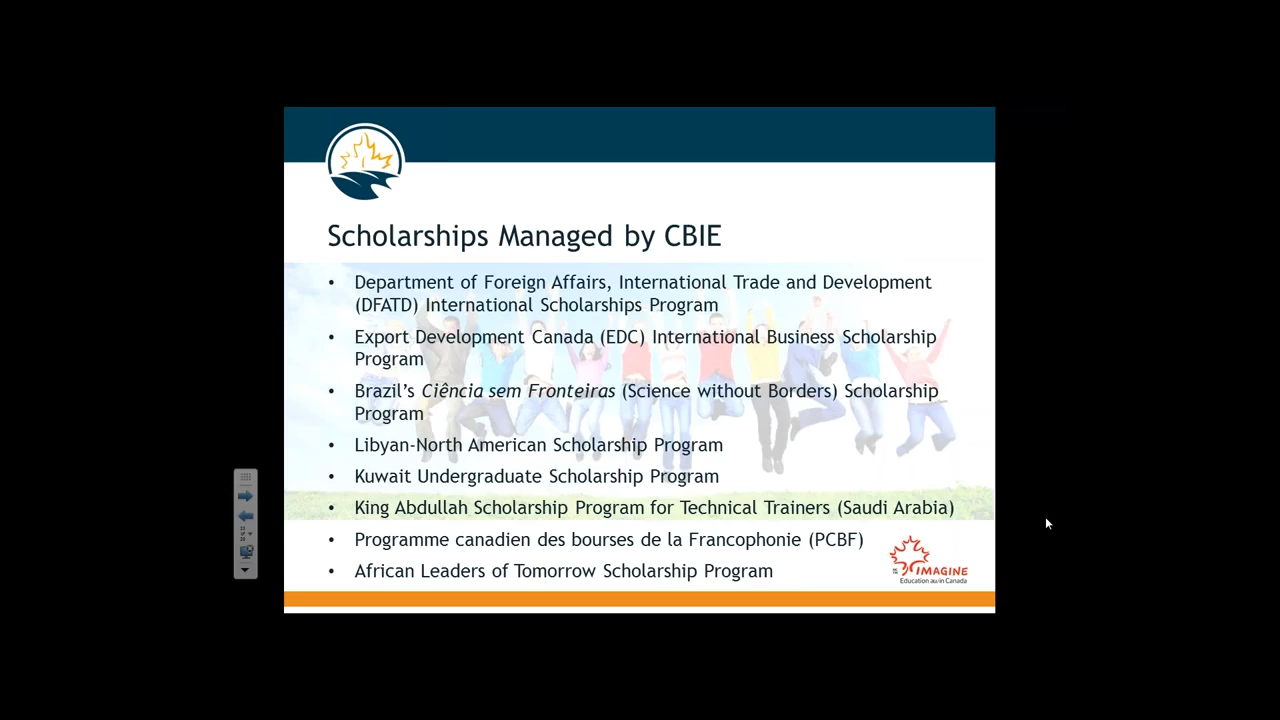 Scholarships Managed by CBIE
• Department of Foreign Affairs, International Trade and Development
(DFATD) International Scholarships Program
• Export Development Canada (EDC) International Business Scholarship
Program
• Brazil's Ciência sem Fronteiras (Science without Borders) Scholarship
Program
• Libyan-North American Scholarship Program
• Kuwait Undergraduate Scholarship Program
• King Abdullah Scholarship Program for Technical Trainers (Saudi Arabia)
• Programme canadien des bourses de la Francophonie (PCBF)
• African Leaders of Tomorrow Scholarship Program
IMAGINE
Education au/in Canada